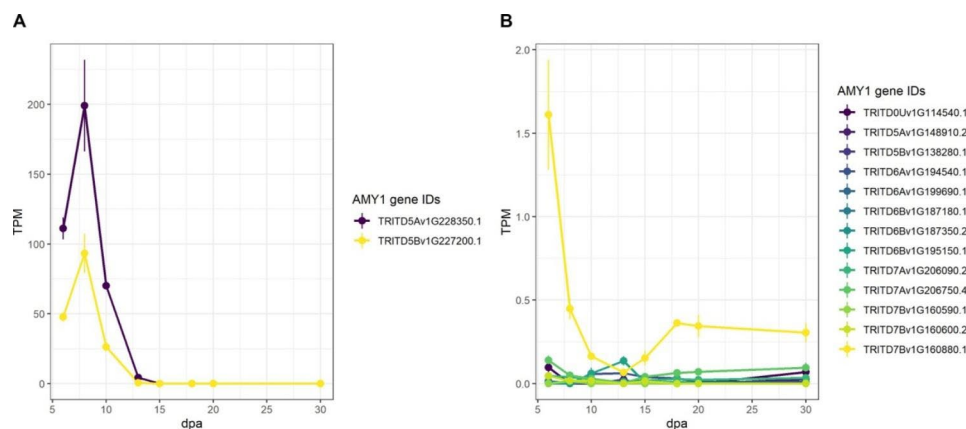 A
B
200
150
100
50
0
TPM
5
10
15
20
25
30
dpa
AMY1 gene IDs
TRITD5Av1G228350.1
TRITD5Bv1G227200.1
2.0
1.5
1.0
0.5
0.0
TPM
5
10
15
20
25
30
dpa
AMY1 gene IDs
TRITD0Uv1G114540.1
TRITD5Av1G148910.2
TRITD5Bv1G138280.1
TRITD6Av1G194540.1
TRITD6Av1G199690.1
TRITD6Bv1G187180.1
TRITD6Bv1G187350.2
TRITD6Bv1G195150.1
TRITD7Av1G206090.2
TRITD7Av1G206750.4
TRITD7Bv1G160590.1
TRITD7Bv1G160600.2
TRITD7Bv1G160880.1